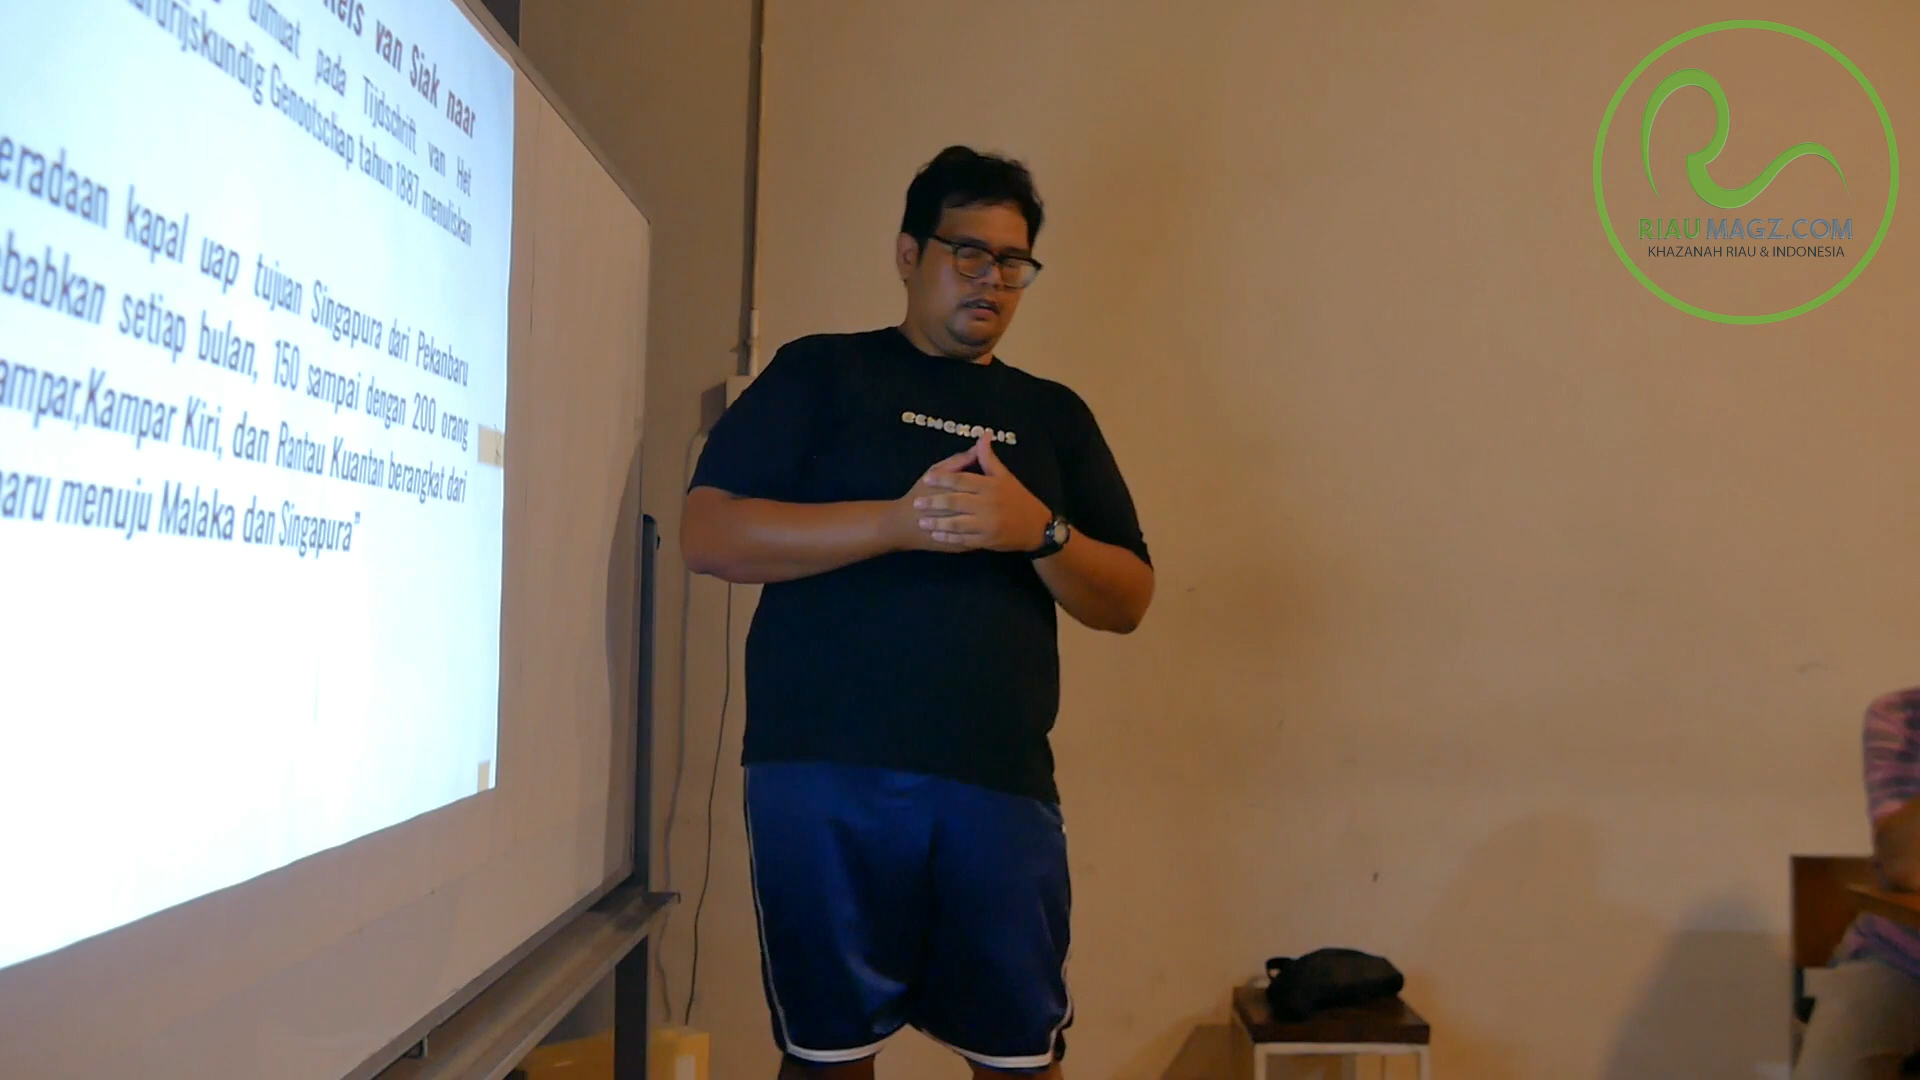 Reis van Siak naar
dimuat pada Tijdschrift van Het
Genootschap tahun 1887 menuliskan
eradaan kapal uap tujuan Singapura dari Pekanbaru
babkan setiap bulan, 150 sampai dengan 200 orang
ampar,Kampar Kiri, dan Rantau Kuantan berangkat dari
aru menuju Malaka dan Singapura”
BENGKALIS
RIAUMAGZ.COM
KHAZANAH RIAU & INDONESIA